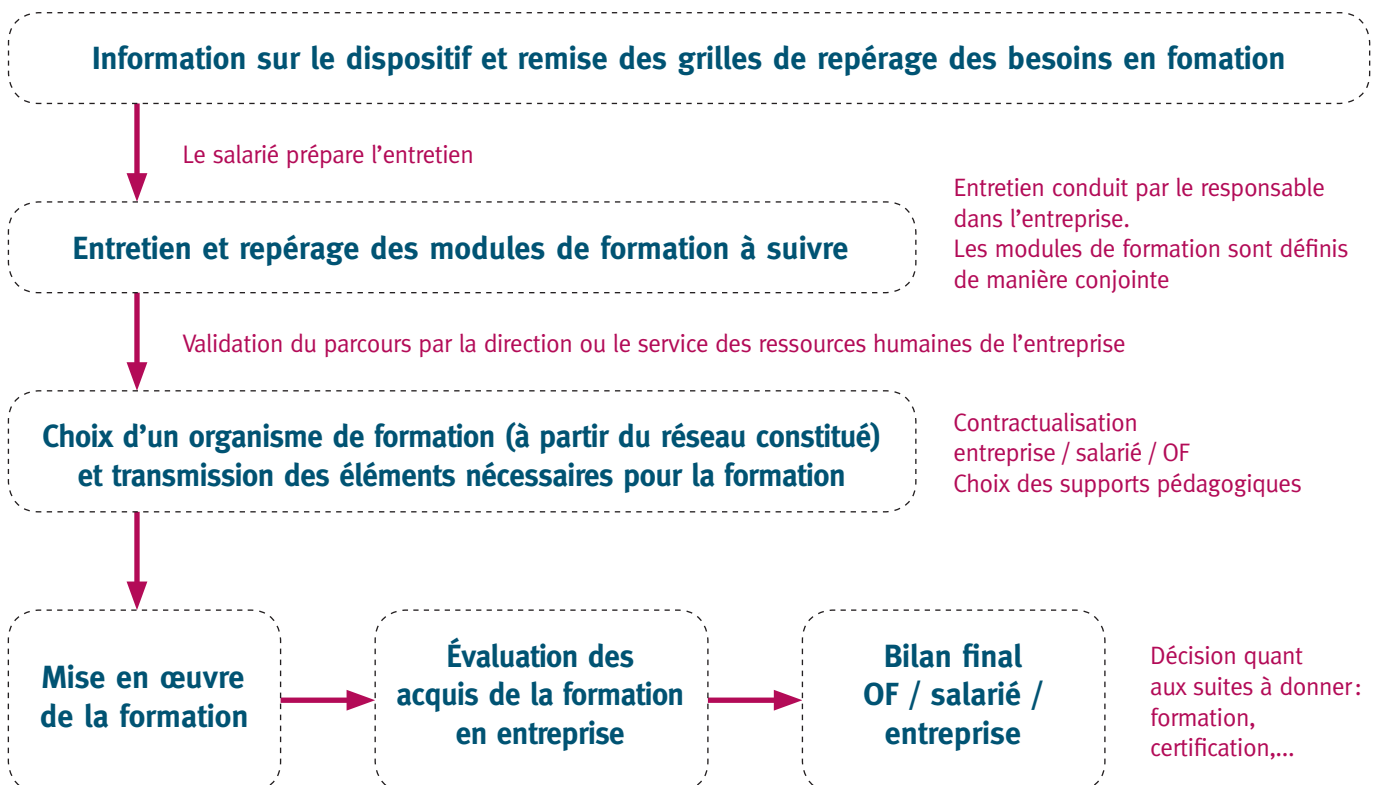 Information sur le dispositif et remise des grilles de repérage des besoins en fomation
Le salarié prépare l'entretien
Entretien et repérage des modules de formation à suivre
Entretien conduit par le responsable
dans l'entreprise.
Les modules de formation sont définis
de manière conjointe
Validation du parcours par la direction ou le service des ressources humaines de l'entreprise
Choix d'un organisme de formation (à partir du réseau constitué)
et transmission des éléments nécessaires pour la formation
Contractualisation
entreprise / salarié / OF
Choix des supports pédagogiques
Mise en œuvre
de la formation
Évaluation des
acquis de la formation
en entreprise
Bilan final
OF / salarié /
entreprise
Décision quant
aux suites à donner:
formation,
certification,...